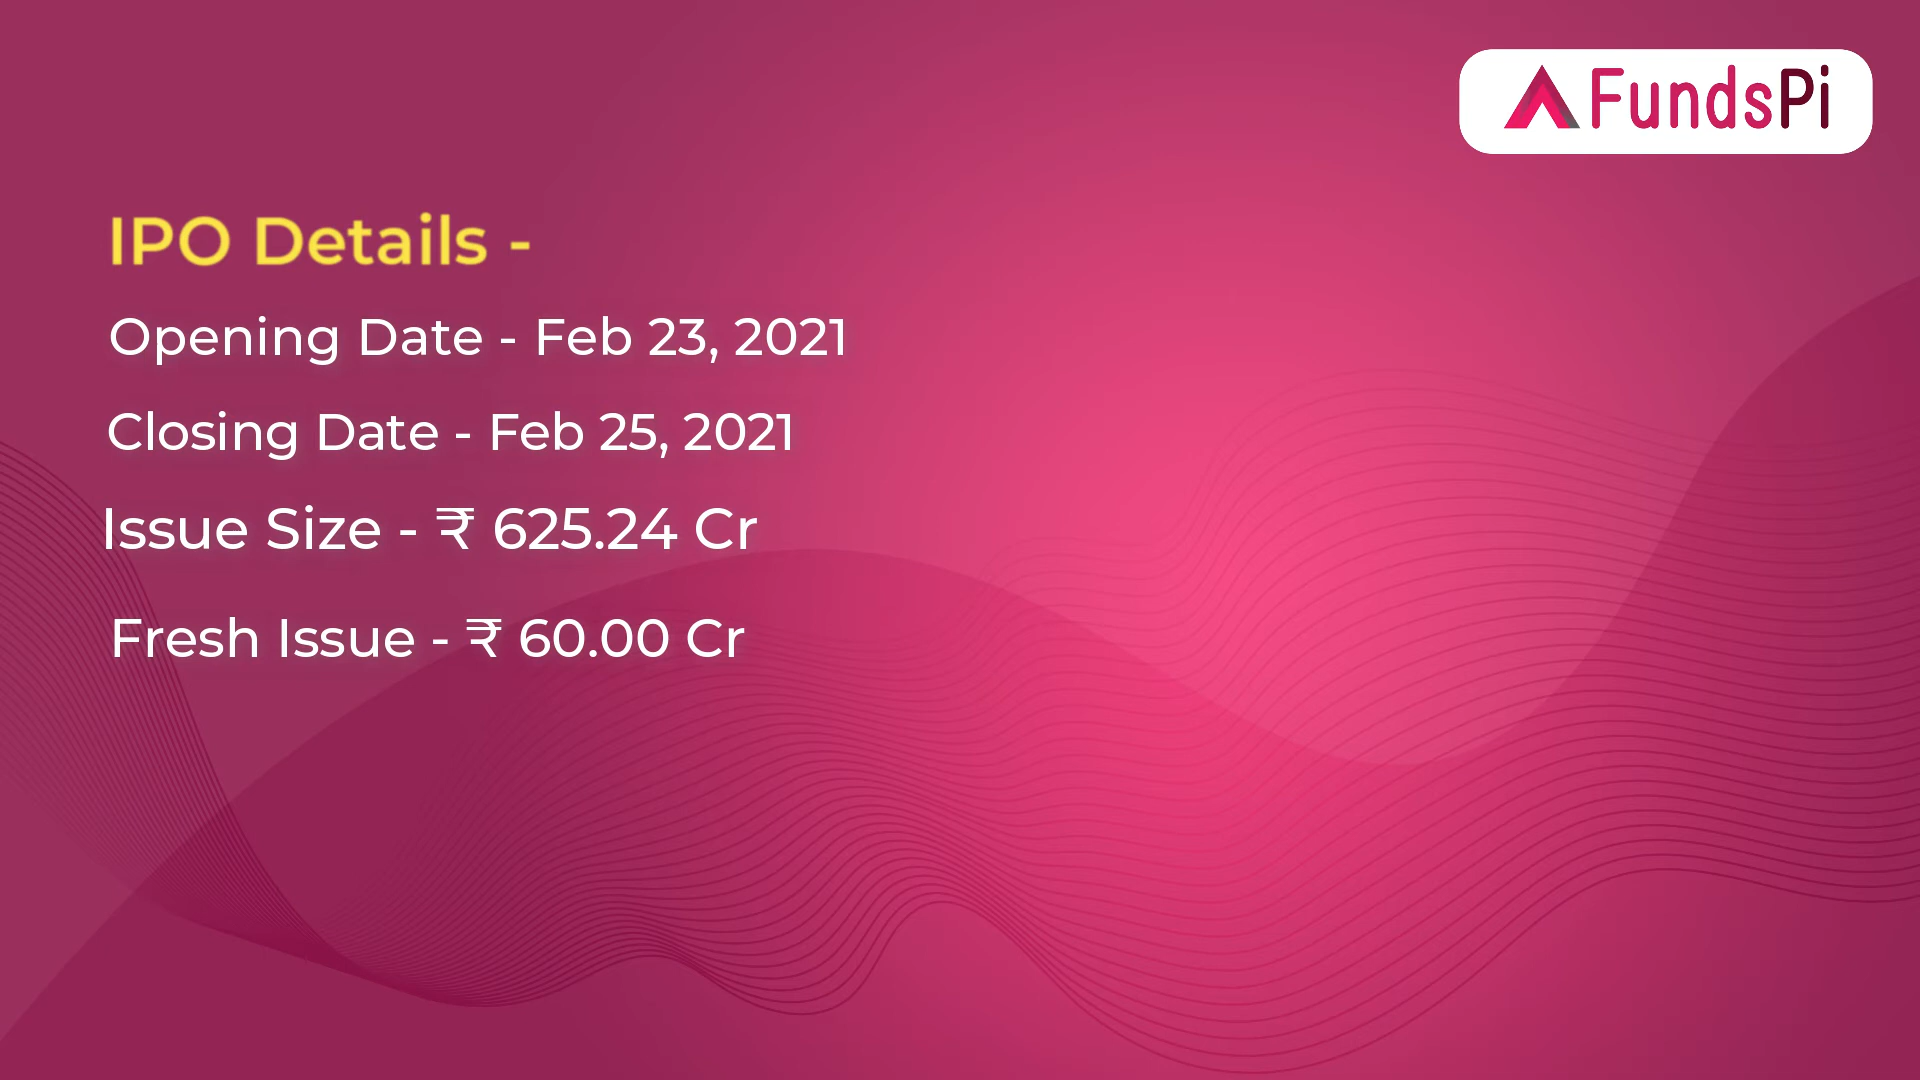 FundsPi
IPO Details -
Opening Date - Feb 23, 2021
Closing Date - Feb 25, 2021
Issue Size - ₹ 625.24 Cr
Fresh Issue - ₹ 60.00 Cr